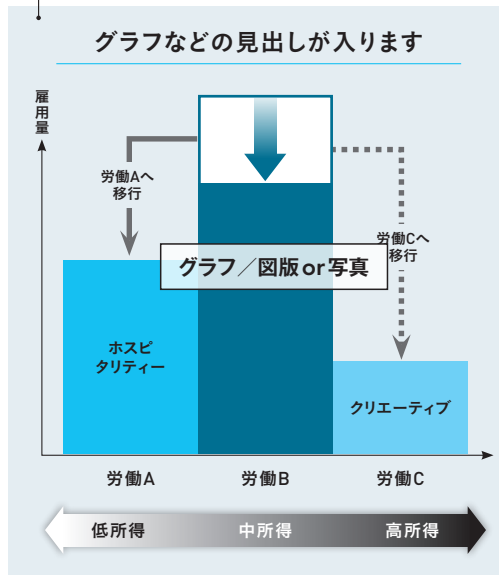 グラフなどの見出しが入ります
雇用量
労働Aへ
移行
労働Cへ
移行
グラフ／図版or写真
ホスピ
タリティー
クリエーティブ
労働A
労働B
労働C
低所得
中所得
高所得